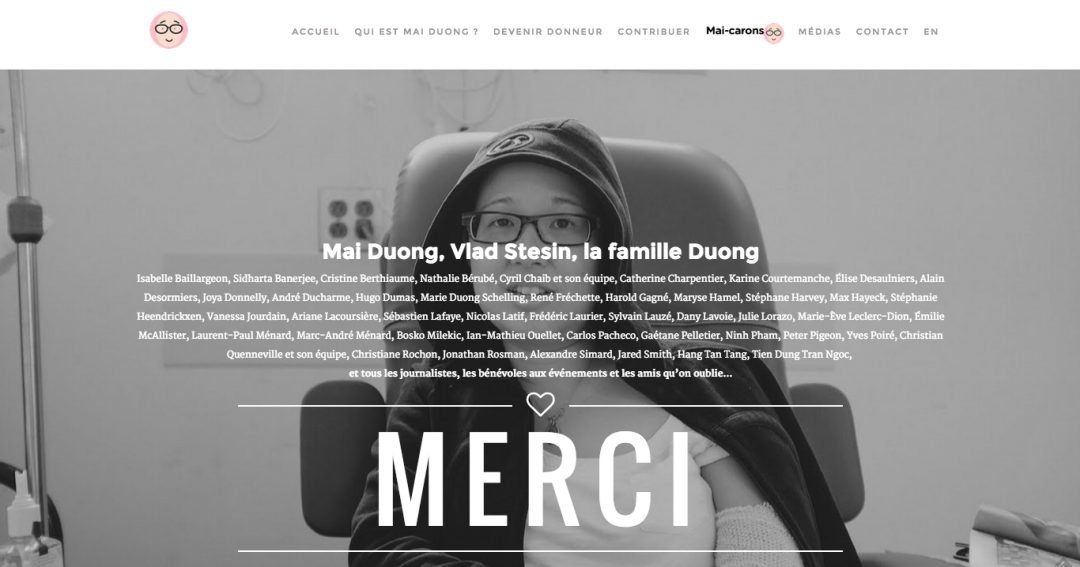 ACCUEIL QUI EST MAI DUONG ? DEVENIR DONNEUR CONTRIBUER Mai-carons MÉDIAS CONTACT EN
Mai Duong, Vlad Stesin, la famille Duong
Isabelle Baillargeon, Sidharta Banerjee, Cristine Berthiaume, Nathalie Bérubé, Cyril Chaib et son équipe, Catherine Charpentier, Karine Courtemanche, Élise Desaulniers, Alain
Desormiers, Joya Donnelly, André Ducharme, Hugo Dumas, Marie Duong Schelling, René Fréchette, Harold Gagné, Maryse Hamel, Stéphane Harvey, Max Hayeck, Stéphanie
Heendrickxen, Vanessa Jourdain, Ariane Lacoursière, Sébastien Lafaye, Nicolas Latif, Frédéric Laurier, Sylvain Lauzé, Dany Lavoie, Julie Lorazo, Marie-Ève Leclerc-Dion, Émilie
McAllister, Laurent-Paul Ménard, Marc-André Ménard, Bosko Milekic, Ian-Mathieu Ouellet, Carlos Pacheco, Gaëtane Pelletier, Ninh Pham, Peter Pigeon, Yves Poiré, Christian
Quenneville et son équipe, Christiane Rochon, Jonathan Rosman, Alexandre Simard, Jared Smith, Hang Tan Tang, Tien Dung Tran Ngoc,
et tous les journalistes, les bénévoles aux événements et les amis qu'on oublie...
MERCI